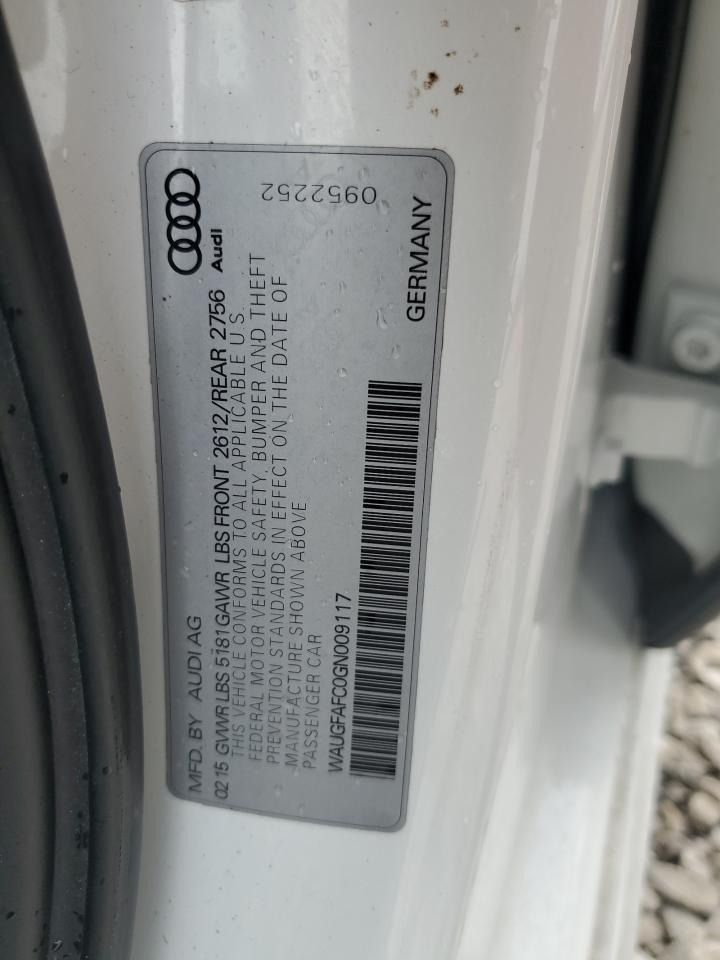 MFD. BY AUDI AG
Audi
02 15 GVWR LBS 5181 GAWR LBS FRONT 2612/REAR 2756
THIS VEHICLE CONFORMS TO ALL APPLICABLE U.S.
FEDERAL MOTOR VEHICLE SAFETY, BUMPER AND THEFT
PREVENTION STANDARDS IN EFFECT ON THE DATE OF
MANUFACTURE SHOWN ABOVE
PASSENGER CAR
0952252
WAUGFAFC0GN009117
GERMANY